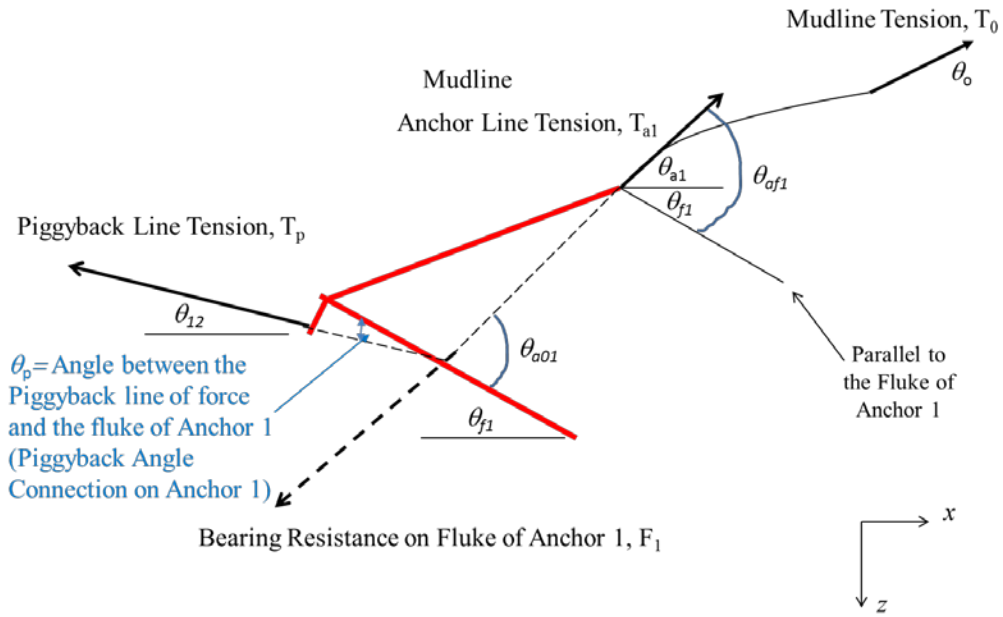 Mudline Tension, T0
θo
Mudline
Anchor Line Tension, Ta1
θa1
θaf1
θf1
Piggyback Line Tension, Tp
θ12
θa01
θp=Angle between the
Piggyback line of force
and the fluke of Anchor 1
(Piggyback Angle
Connection on Anchor 1)
θf1
Parallel to
the Fluke of
Anchor 1
Bearing Resistance on Fluke of Anchor 1, F1
x
z